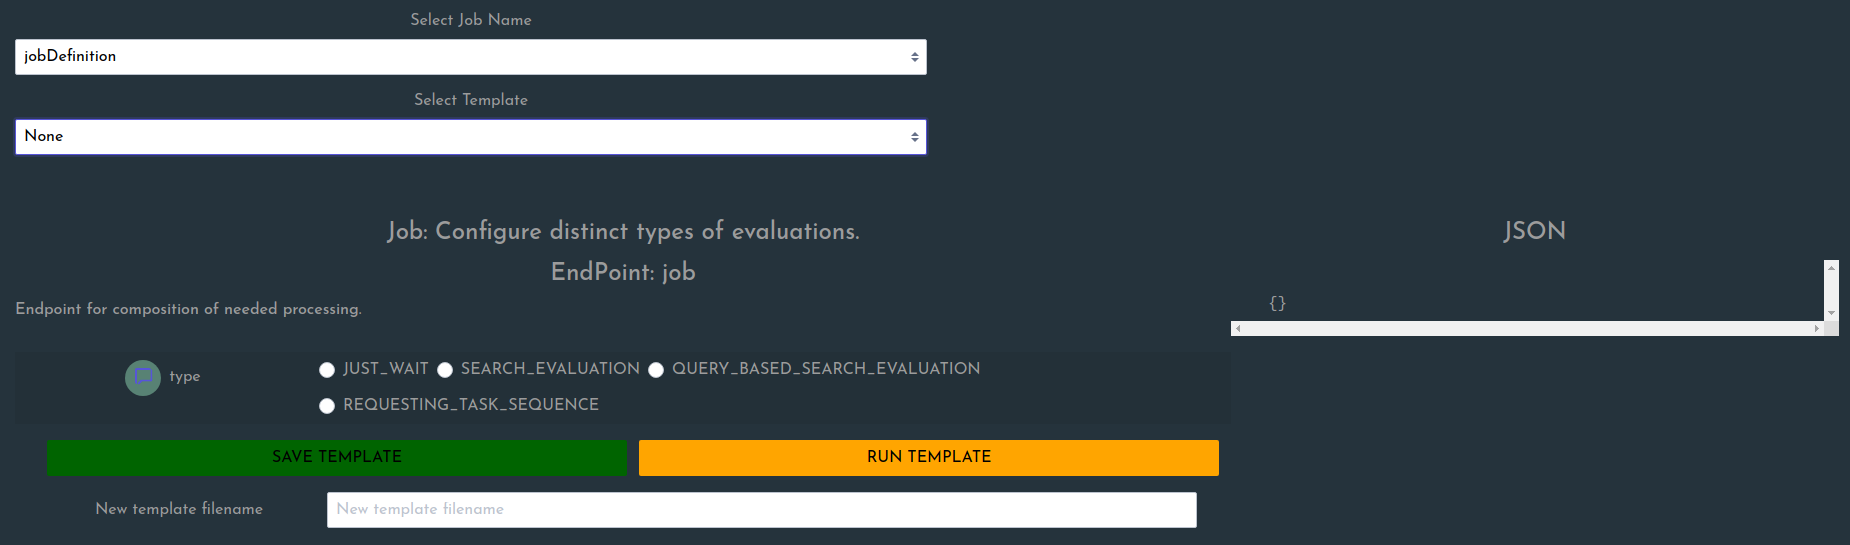 Select Job Name
jobDefinition
Select Template
None
Job: Configure distinct types of evaluations.
EndPoint: job
Endpoint for composition of needed processing.
JSON
{}
type
JUST_WAIT SEARCH_EVALUATION QUERY_BASED_SEARCH_EVALUATION
REQUESTING_TASK_SEQUENCE
SAVE TEMPLATE RUN TEMPLATE
New template filename New template filename